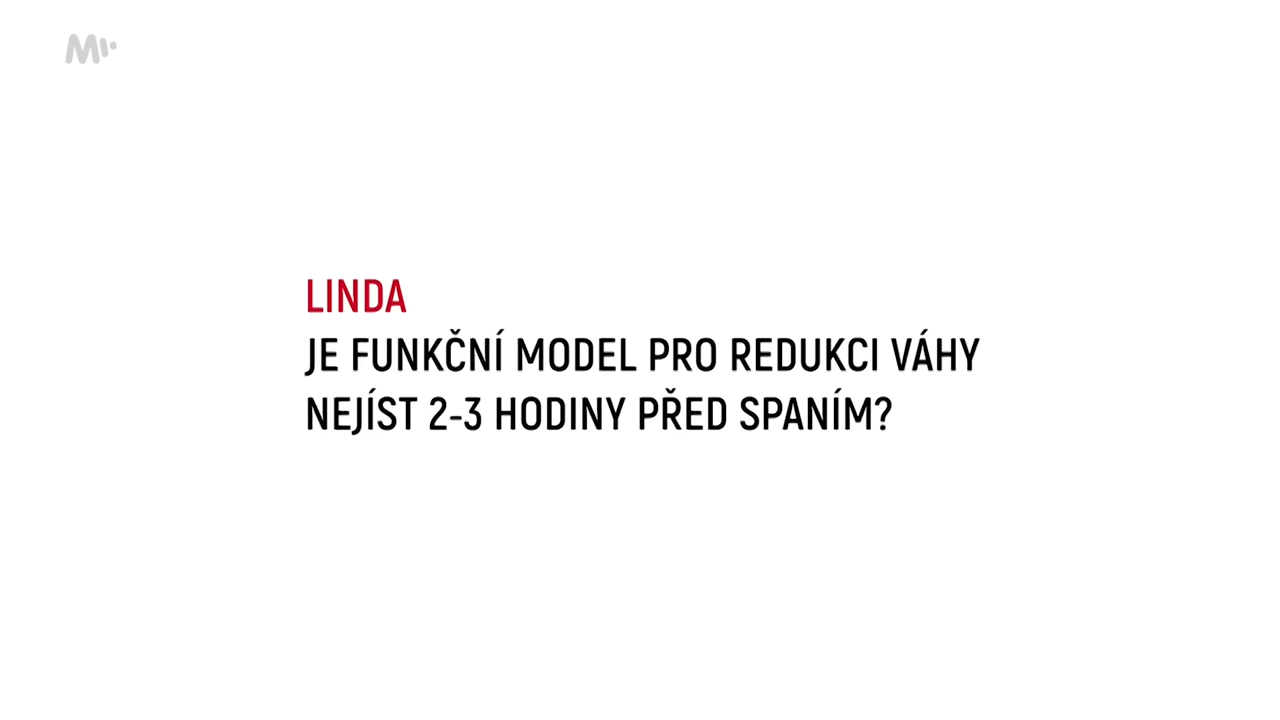 LINDA
JE FUNKČNÍ MODEL PRO REDUKCI VÁHY
NEJÍST 2-3 HODINY PŘED SPANÍM?